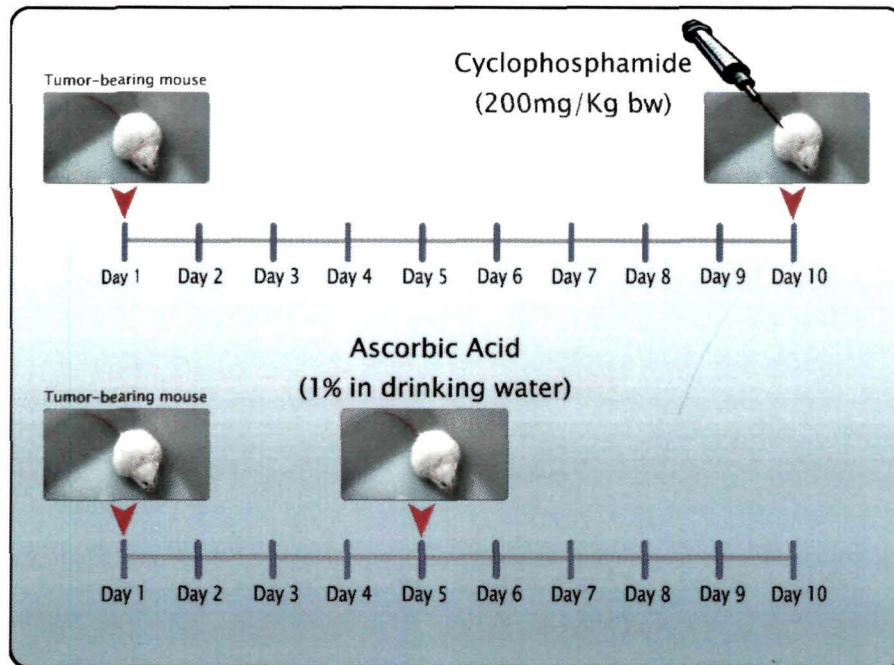 Cyclophosphamide
(200mg/Kg bw)
Tumor-bearing mouse
Day 1 Day 2 Day 3 Day 4 Day 5 Day 6 Day 7 Day 8 Day 9 Day 10
Ascorbic Acid
(1% in drinking water)
Tumor-bearing mouse
Day 1 Day 2 Day 3 Day 4 Day 5 Day 6 Day 7 Day 8 Day 9 Day 10